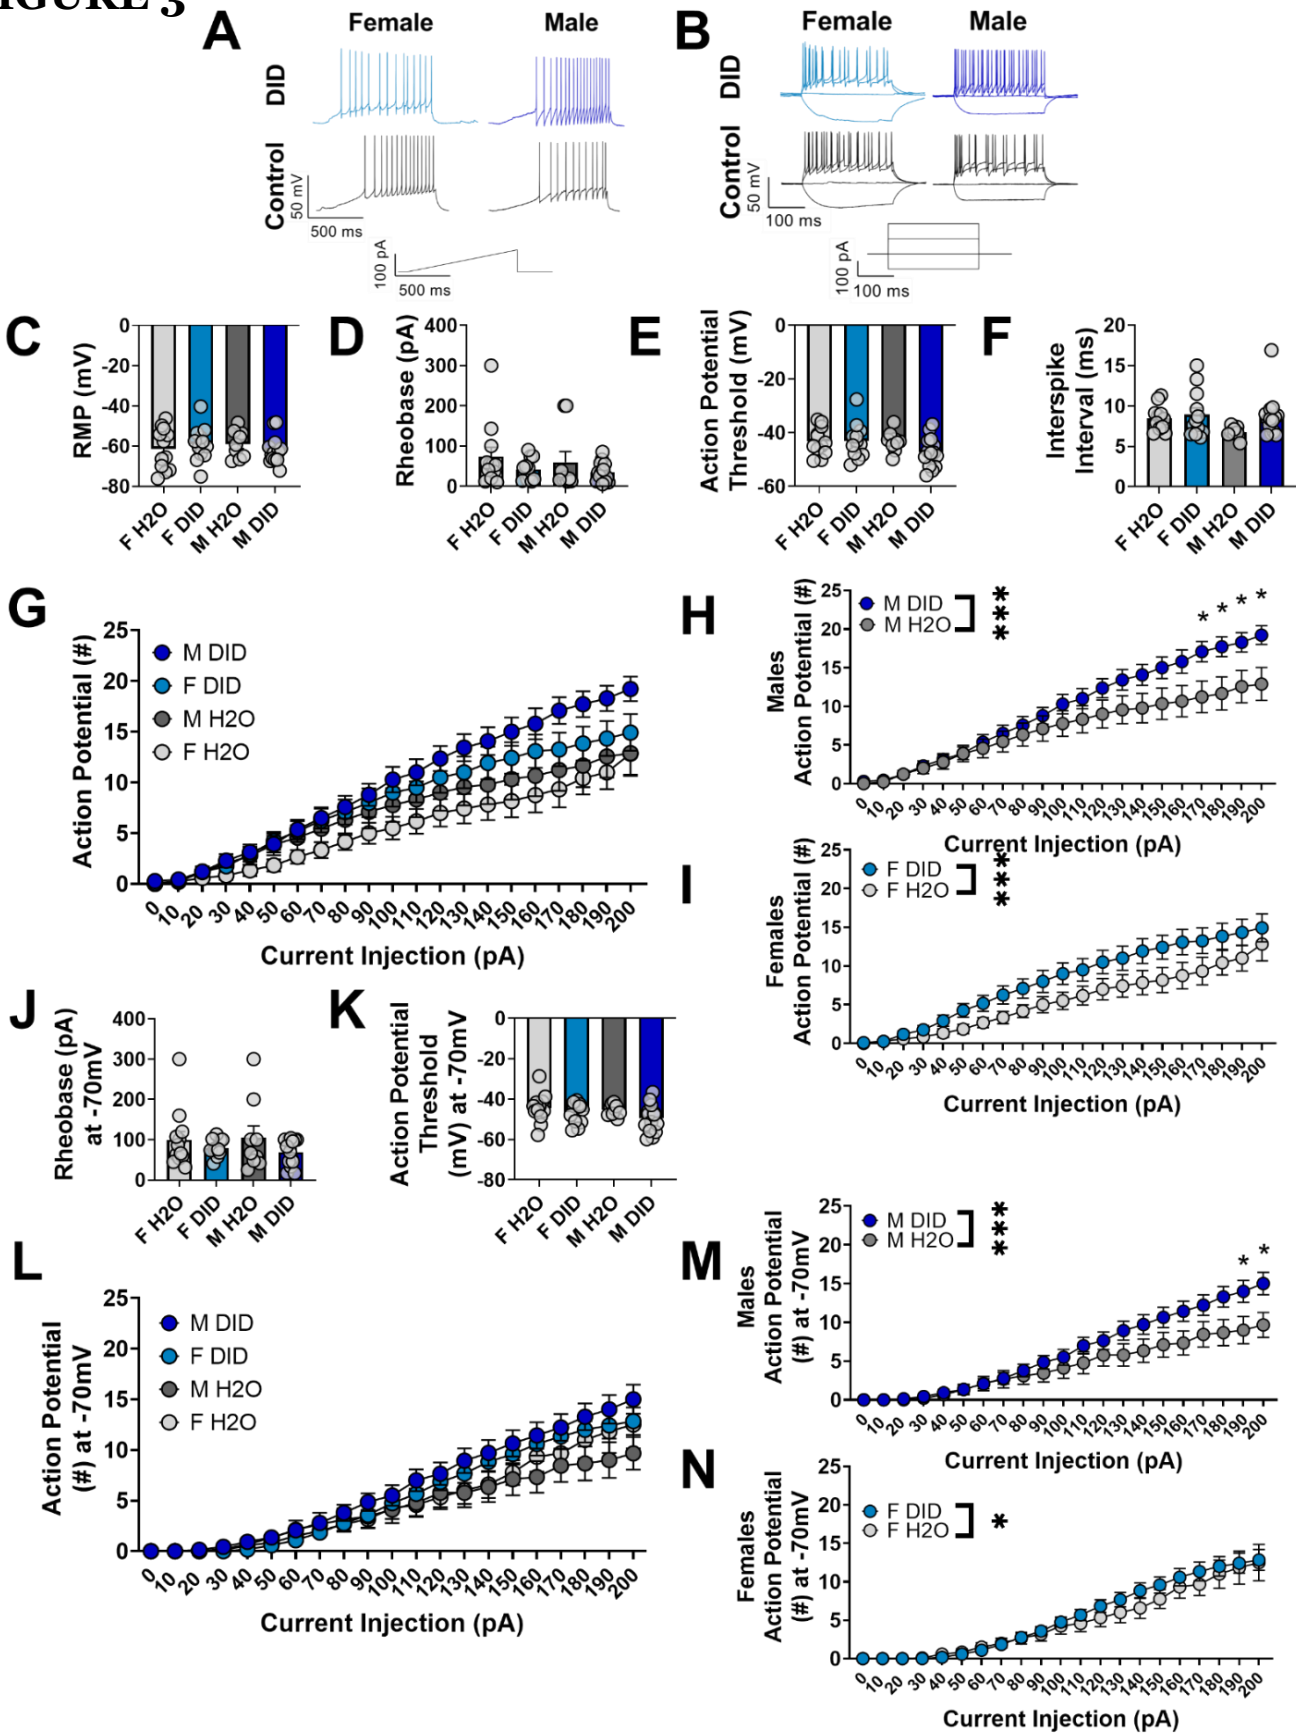 FIGURE 3
A
Female
Male
DID
Control
50 mV
500 ms
100 pA
500 ms
B
Female
Male
DID
Control
50 mV
100 ms
100 pA
100 ms
C
RMP (mV)
0
-20
-40
-60
-80
F H2O
F DID
M H2O
M DID
D
Rheobase (pA)
400
300
200
100
0
F H2O
F DID
M H2O
M DID
E
Action Potential
Threshold (mV)
0
-20
-40
-60
F H2O
F DID
M H2O
M DID
F
Interspike
Interval (ms)
20
15
10
5
0
F H2O
F DID
M H2O
M DID
G
Action Potential (#)
25
20
15
10
5
0
M DID
F DID
M H2O
F H2O
0 10 20 30 40 50 60 70 80 90 100 110 120 130 140 150 160 170 180 190 200
Current Injection (pA)
H
Males
Action Potential (#)
25
20
15
10
5
0
M DID
M H2O
***
* * * *
0 10 20 30 40 50 60 70 80 90 100 110 120 130 140 150 160 170 180 190 200
Current Injection (pA)
I
Females
Action Potential (#)
25
20
15
10
5
0
F DID
F H2O
***
0 10 20 30 40 50 60 70 80 90 100 110 120 130 140 150 160 170 180 190 200
Current Injection (pA)
J
Rheobase (pA)
at -70mV
400
300
200
100
0
F H2O
F DID
M H2O
M DID
K
Action Potential
Threshold
(mV) at -70mV
0
-20
-40
-60
-80
F H2O
F DID
M H2O
M DID
L
Action Potential
(#) at -70mV
25
20
15
10
5
0
M DID
F DID
M H2O
F H2O
0 10 20 30 40 50 60 70 80 90 100 110 120 130 140 150 160 170 180 190 200
Current Injection (pA)
M
Males
Action Potential
(#) at -70mV
25
20
15
10
5
0
M DID
M H2O
***
* *
0 10 20 30 40 50 60 70 80 90 100 110 120 130 140 150 160 170 180 190 200
Current Injection (pA)
N
Females
Action Potential
(#) at -70mV
25
20
15
10
5
0
F DID
F H2O
*
0 10 20 30 40 50 60 70 80 90 100 110 120 130 140 150 160 170 180 190 200
Current Injection (pA)